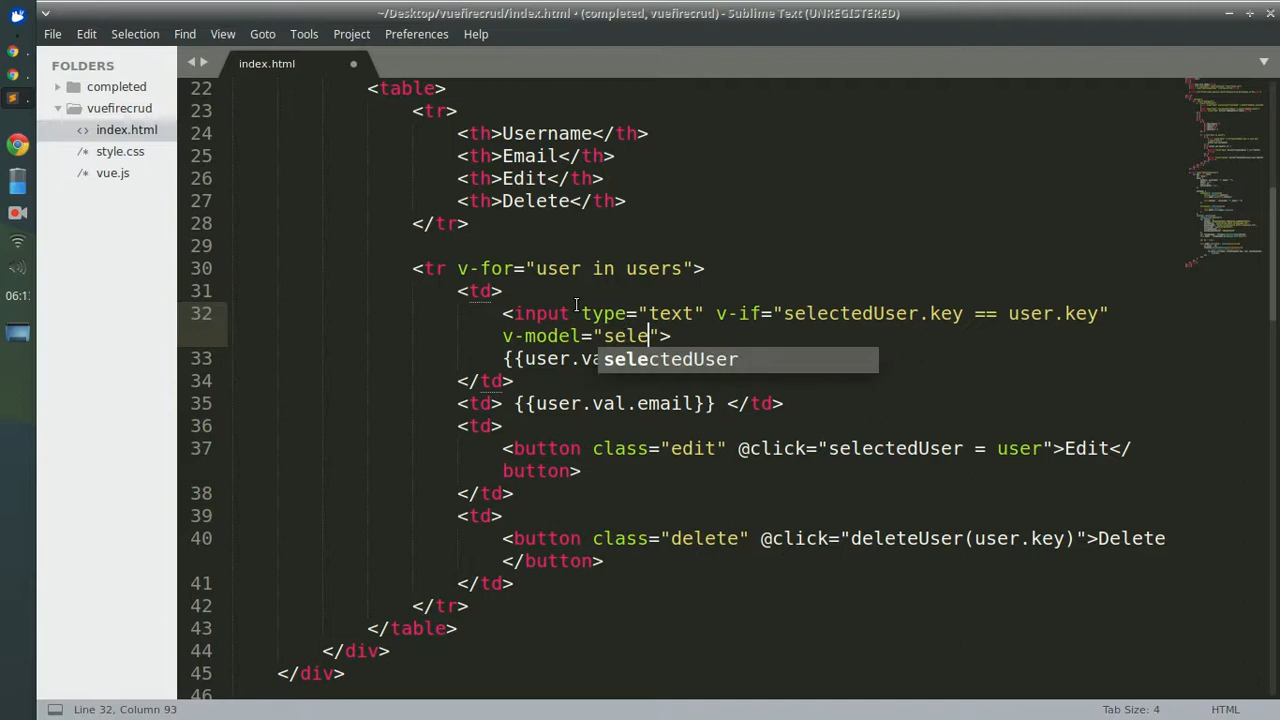 ~/Desktop/vuefirecrud/index.html • (completed, vuefirecrud) - Sublime Text (UNREGISTERED)
File Edit Selection Find View Goto Tools Project Preferences Help
FOLDERS
completed
vuefirecrud
<> index.html
/* style.css
/* vue.js
06:1
index.html
22 <table>
23 <tr>
24 <th>Username</th>
25 <th>Email</th>
26 <th>Edit</th>
27 <th>Delete</th>
28 </tr>
29
30 <tr v-for="user in users">
31 <td>
32 <input type="text" v-if="selectedUser.key == user.key"
v-model="sele">
selectedUser
33 {{user.va
34 </td>
35 <td> {{user.val.email}} </td>
36 <td>
37 <button class="edit" @click="selectedUser = user">Edit</
button>
38 </td>
39 <td>
40 <button class="delete" @click="deleteUser(user.key)">Delete
</button>
41 </td>
42 </tr>
43 </table>
44 </div>
45 </div>
46
Line 32, Column 93
Tab Size: 4
HTML